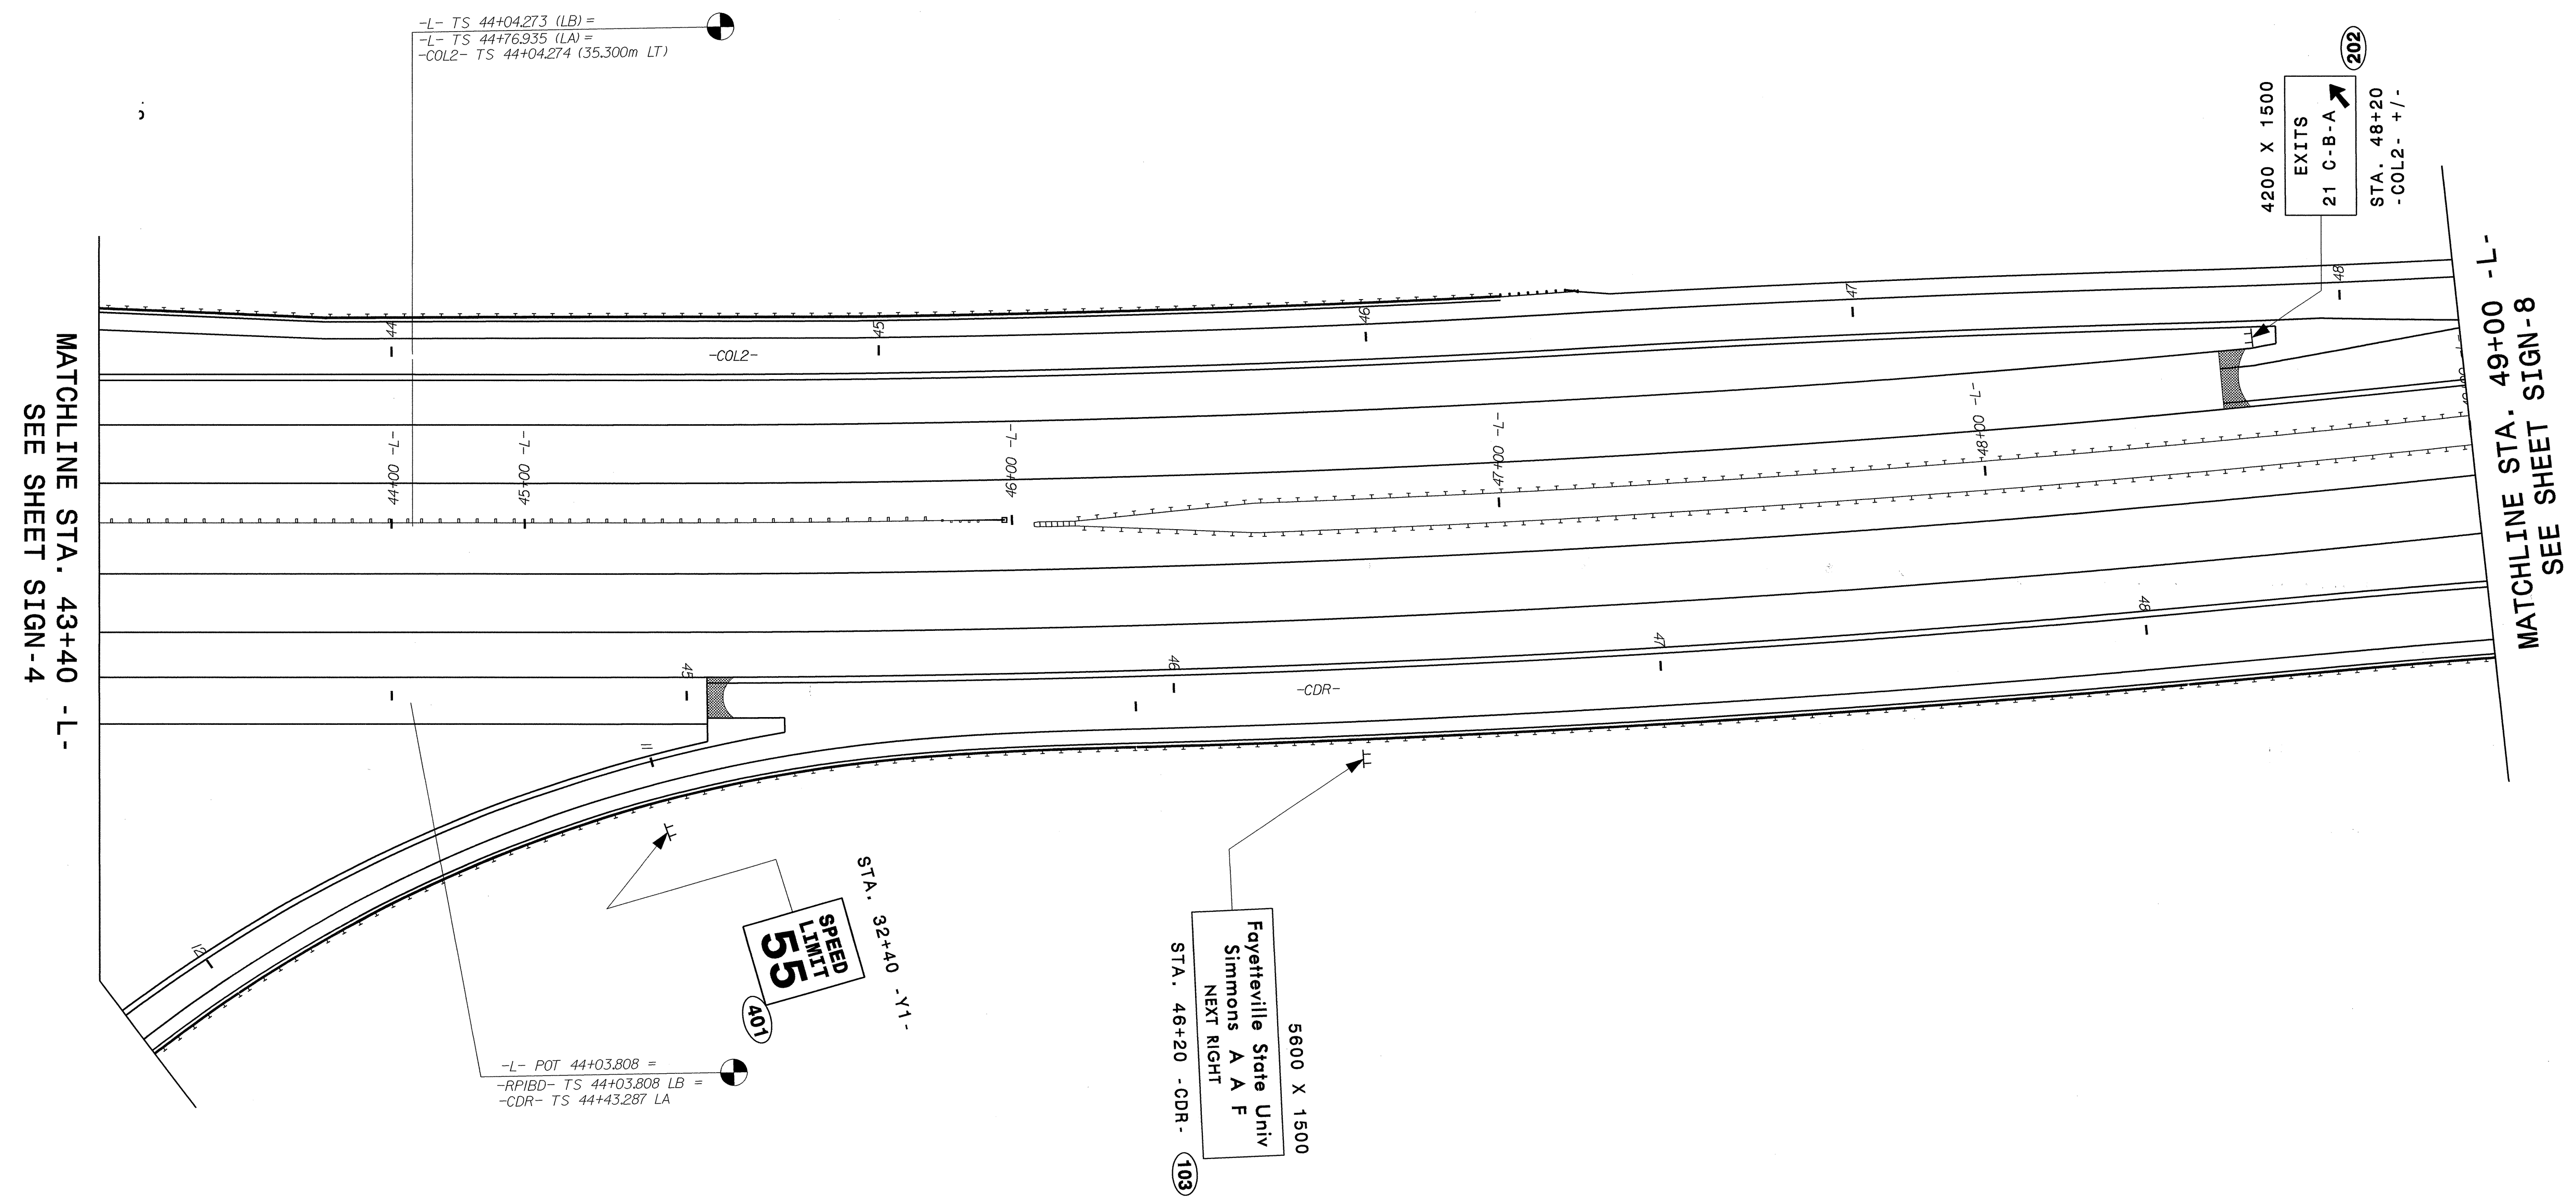 -L- TS 44+04.273 (LB) =
-L- TS 44+76.935 (LA) =
-COL2- TS 44+04.274 (35.300m LT)
202
4200 X 1500
EXITS
21 C-B-A
STA. 48+20
-COL2- +/-
MATCHLINE STA. 43+40 -L-
SEE SHEET SIGN-4
MATCHLINE STA. 49+00 -L-
SEE SHEET SIGN-8
44
45
46
47
48
-COL2-
44+00 -L-
45+00 -L-
46+00 -L-
47+00 -L-
48+00 -L-
45
46
47
48
-CDR-
11
12
SPEED
LIMIT
55
401
STA. 32+40 -Y1-
Fayetteville State Univ
Simmons A A F
NEXT RIGHT
5600 X 1500
STA. 46+20 -CDR-
103
-L- POT 44+03.808 =
-RPIBD- TS 44+03.808 LB =
-CDR- TS 44+43.287 LA